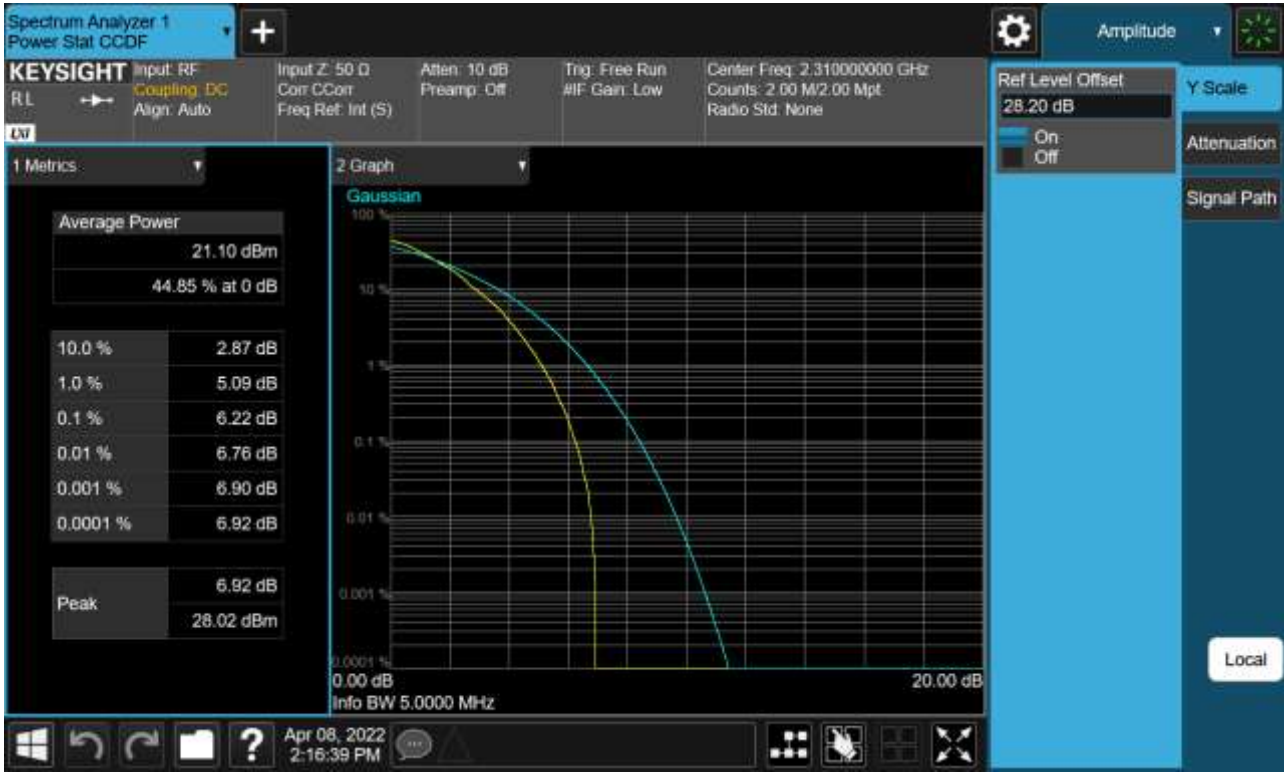 Spectrum Analyzer 1
Power Stat CCDF
+
Amplitude
KEYSIGHT
RL
LXI
Input: RF
Coupling: DC
Align: Auto
Input Z: 50 Ω
Corr CCorr
Freq Ref: Int (S)
Atten: 10 dB
Preamp: Off
Trig: Free Run
#IF Gain: Low
Center Freq: 2.310000000 GHz
Counts: 2.00 M/2.00 Mpt
Radio Std: None
Ref Level Offset
28.20 dB
On
Off
Y Scale
Attenuation
Signal Path
Local
1 Metrics
Average Power
21.10 dBm
44.85 % at 0 dB
10.0 % 2.87 dB
1.0 % 5.09 dB
0.1 % 6.22 dB
0.01 % 6.76 dB
0.001 % 6.90 dB
0.0001 % 6.92 dB
Peak
6.92 dB
28.02 dBm
2 Graph
Gaussian
100 %
10 %
1 %
0.1 %
0.01 %
0.001 %
0.0001 %
0.00 dB 20.00 dB
Info BW 5.0000 MHz
?
Apr 08, 2022
2:16:39 PM